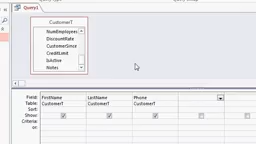 Query1
CustomerT
NumEmployees
DiscountRate
CustomerSince
CreditLimit
IsActive
Notes
Field: FirstName LastName Phone
Table: CustomerT CustomerT CustomerT
Sort:
Show:
Criteria:
or: